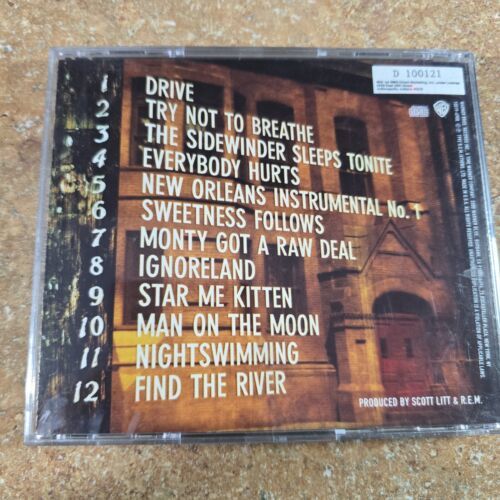 D 100121
1 DRIVE
2 TRY NOT TO BREATHE
3 THE SIDEWINDER SLEEPS TONITE
4 EVERYBODY HURTS
5 NEW ORLEANS INSTRUMENTAL No. 1
6 SWEETNESS FOLLOWS
7 MONTY GOT A RAW DEAL
8 IGNORELAND
9 STAR ME KITTEN
10 MAN ON THE MOON
11 NIGHTSWIMMING
12 FIND THE RIVER
PRODUCED BY SCOTT LITT & R.E.M.